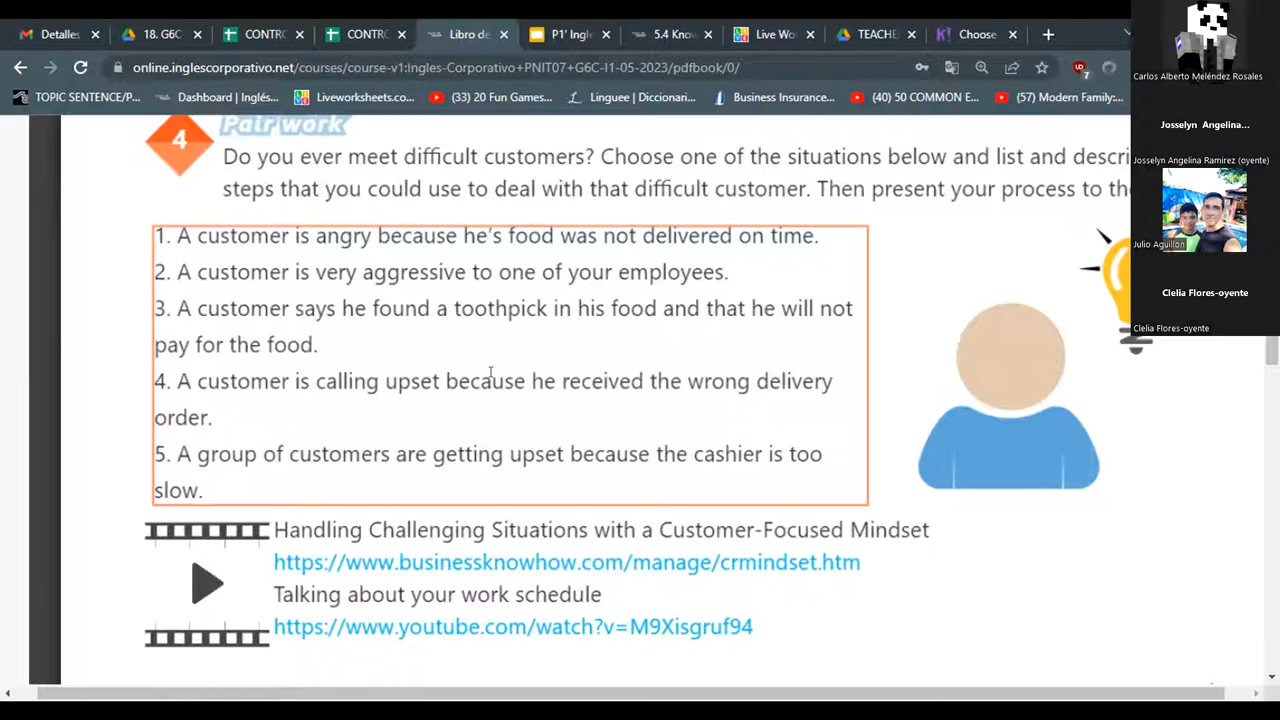 Detalles
18. G6C
CONTRC
CONTRC
Libro de
P1' Ingle
5.4 Know
Live Wo
TEACHE
Choose
online.inglescorporativo.net/courses/course-v1:Ingles-Corporativo+PNIT07+G6C-I1-05-2023/pdfbook/0/
7
TOPIC SENTENCE/P...
Dashboard | Inglés...
Liveworksheets.co...
(33) 20 Fun Games...
Linguee | Diccionari...
Business Insurance...
(40) 50 COMMON E...
(57) Modern Family:...
Carlos Alberto Meléndez Rosales
Josselyn Angelina...
Josselyn Angelina Ramirez (oyente)
Julio Aguillon
Clelia Flores-oyente
Clelia Flores-oyente
4
Pair work
Do you ever meet difficult customers? Choose one of the situations below and list and descri
steps that you could use to deal with that difficult customer. Then present your process to th
1. A customer is angry because he's food was not delivered on time.
2. A customer is very aggressive to one of your employees.
3. A customer says he found a toothpick in his food and that he will not
pay for the food.
4. A customer is calling upset because he received the wrong delivery
order.
5. A group of customers are getting upset because the cashier is too
slow.
Handling Challenging Situations with a Customer-Focused Mindset
https://www.businessknowhow.com/manage/crmindset.htm
Talking about your work schedule
https://www.youtube.com/watch?v=M9Xisgruf94